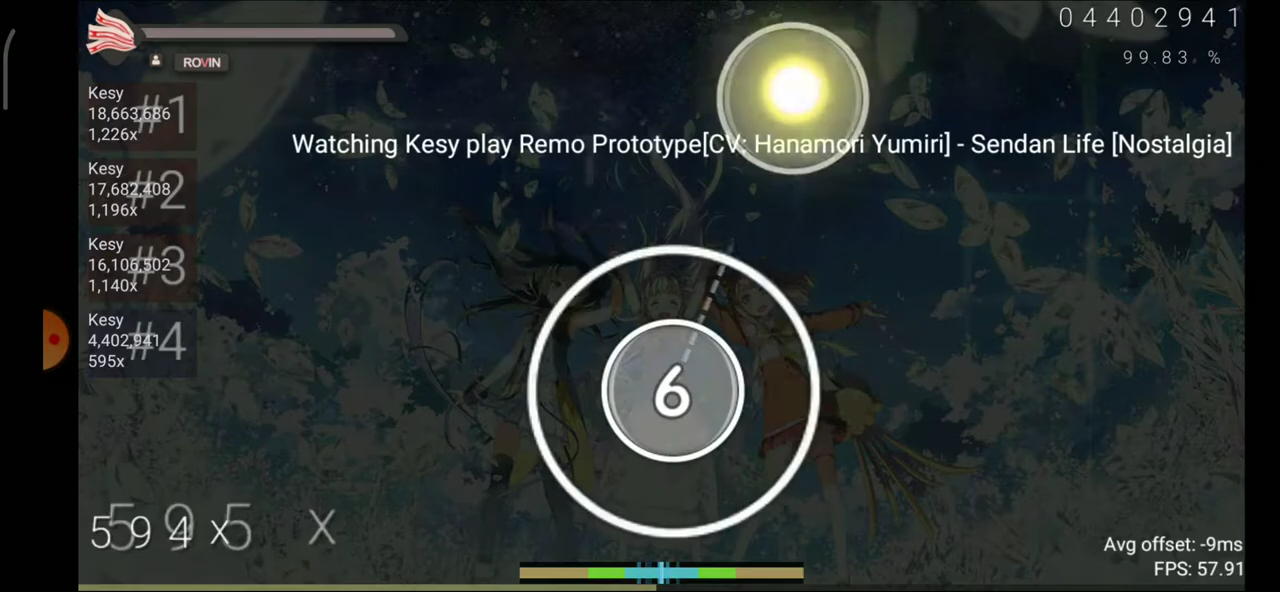 04402941
99.83 %
ROVIN
Kesy
18,663,686
1,226x
#1
Kesy
17,682,408
1,196x
#2
Kesy
16,106,502
1,140x
#3
Kesy
4,402,941
595x
#4
Watching Kesy play Remo Prototype[CV: Hanamori Yumiri] - Sendan Life [Nostalgia]
6
594x
595x
Avg offset: -9ms
FPS: 57.91